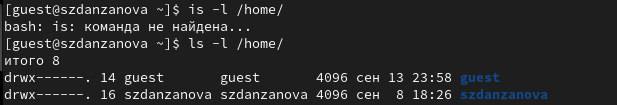 [guest@szdanzanova ~]$ is -l /home/
bash: is: команда не найдена...
[guest@szdanzanova ~]$ ls -l /home/
итого 8
drwx------. 14 guest      guest      4096 сен 13 23:58 guest
drwx------. 16 szdanzanova szdanzanova 4096 сен  8 18:26 szdanzanova